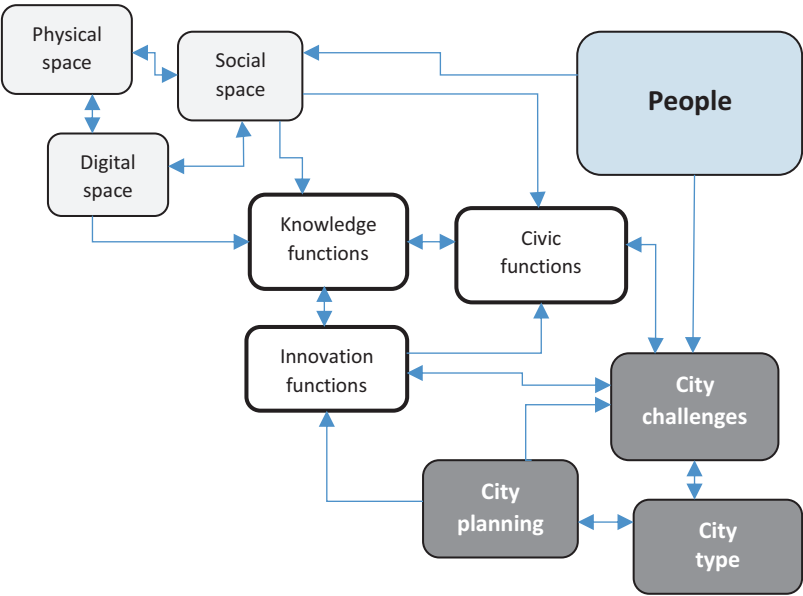 Physical
space
Social
space
People
Digital
space
Knowledge
functions
Civic
functions
Innovation
functions
City
challenges
City
planning
City
type